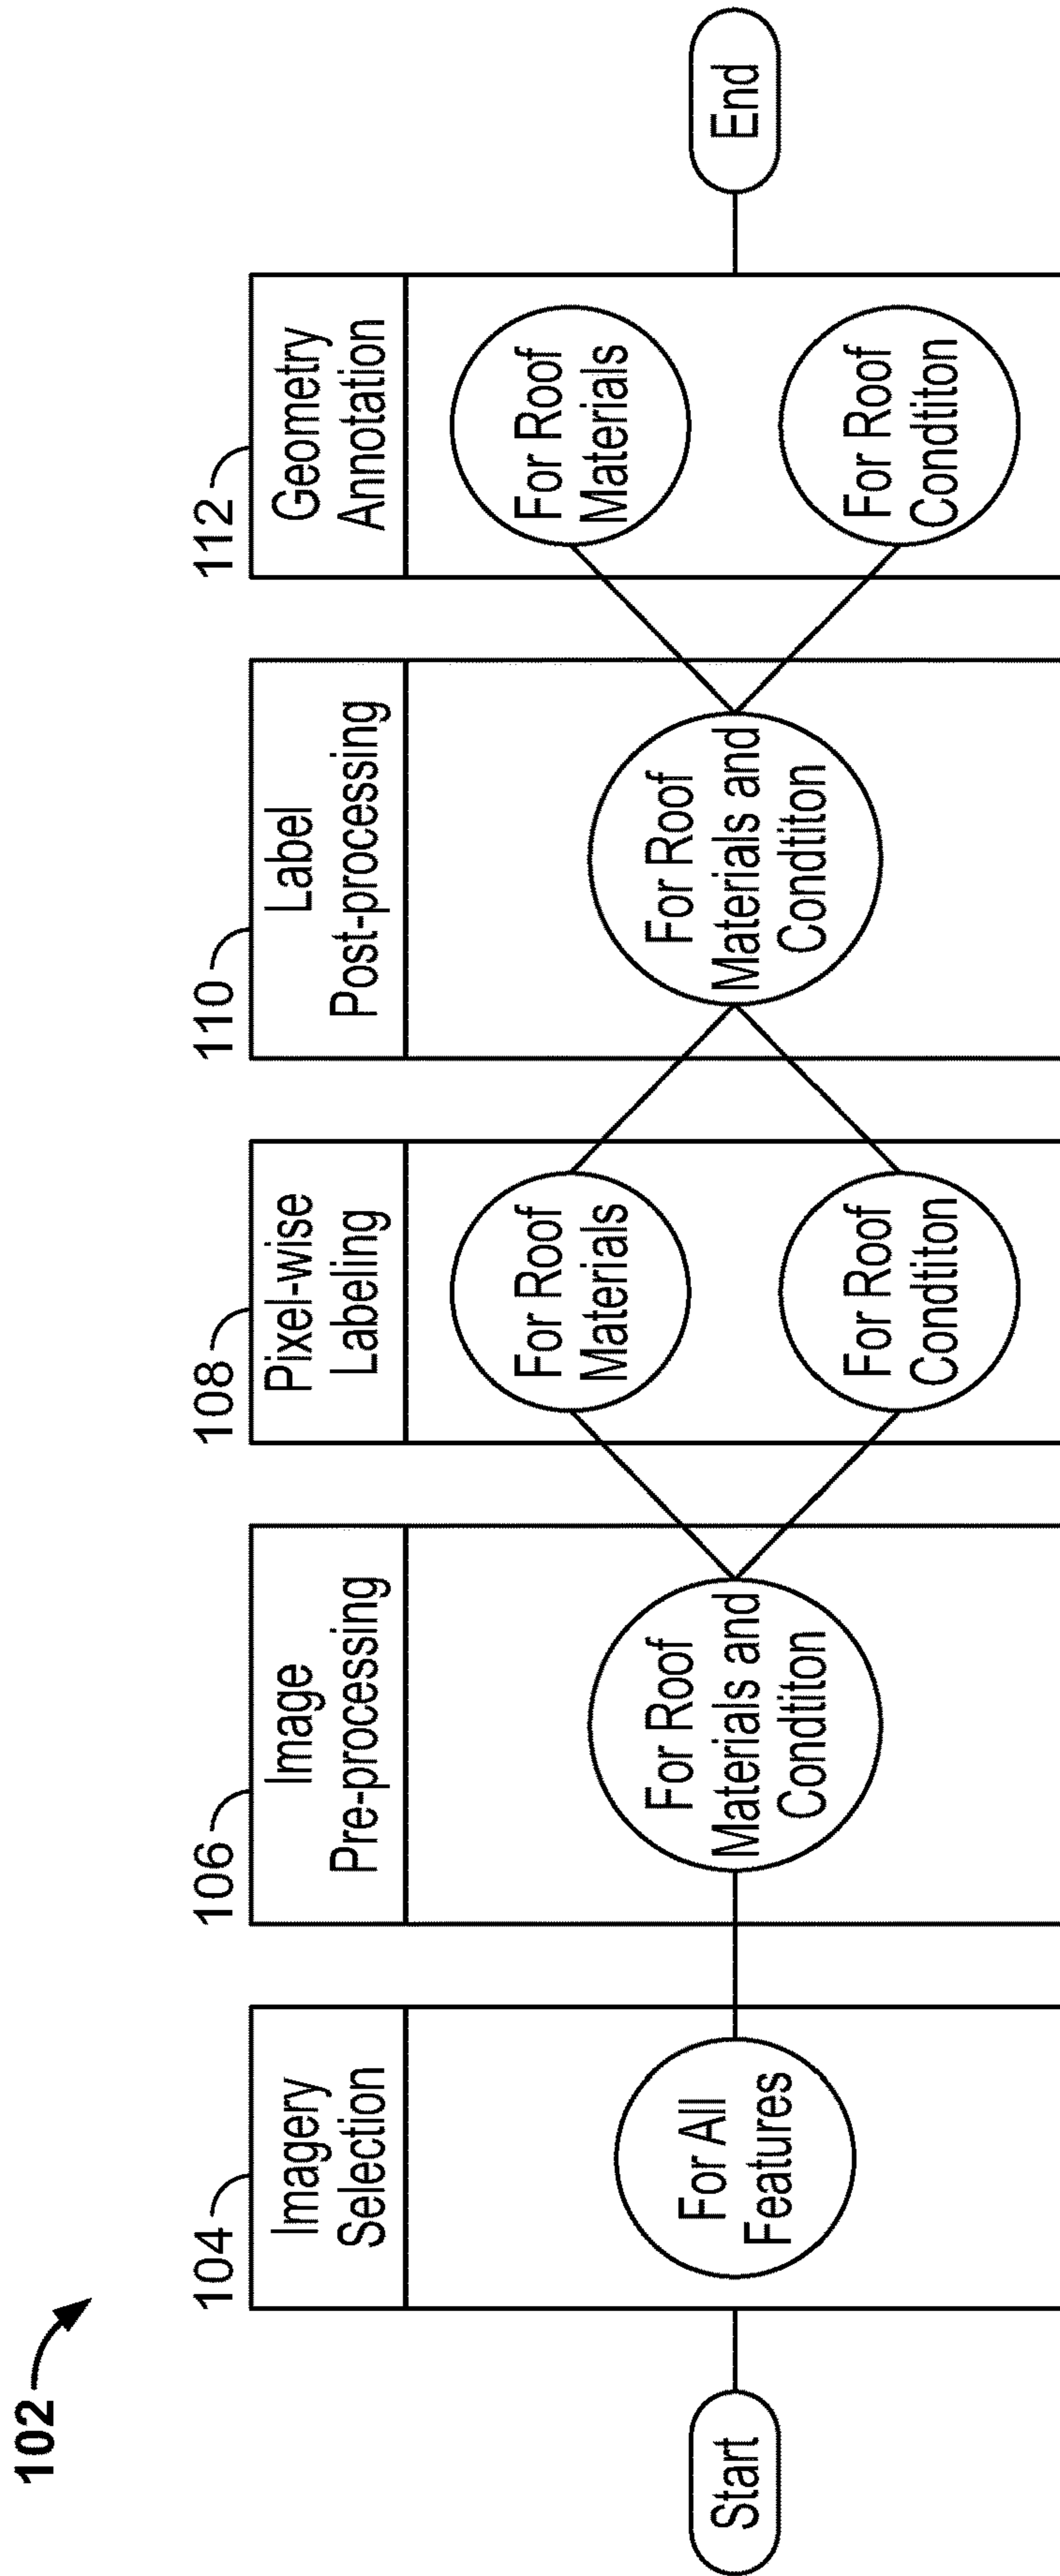 102
Start
104
Imagery
Selection
For All
Features
106
Image
Pre-processing
For Roof
Materials and
Condtiton
108
Pixel-wise
Labeling
For Roof
Materials
For Roof
Condtiton
110
Label
Post-processing
For Roof
Materials and
Condtiton
112
Geometry
Annotation
For Roof
Materials
For Roof
Condtiton
End